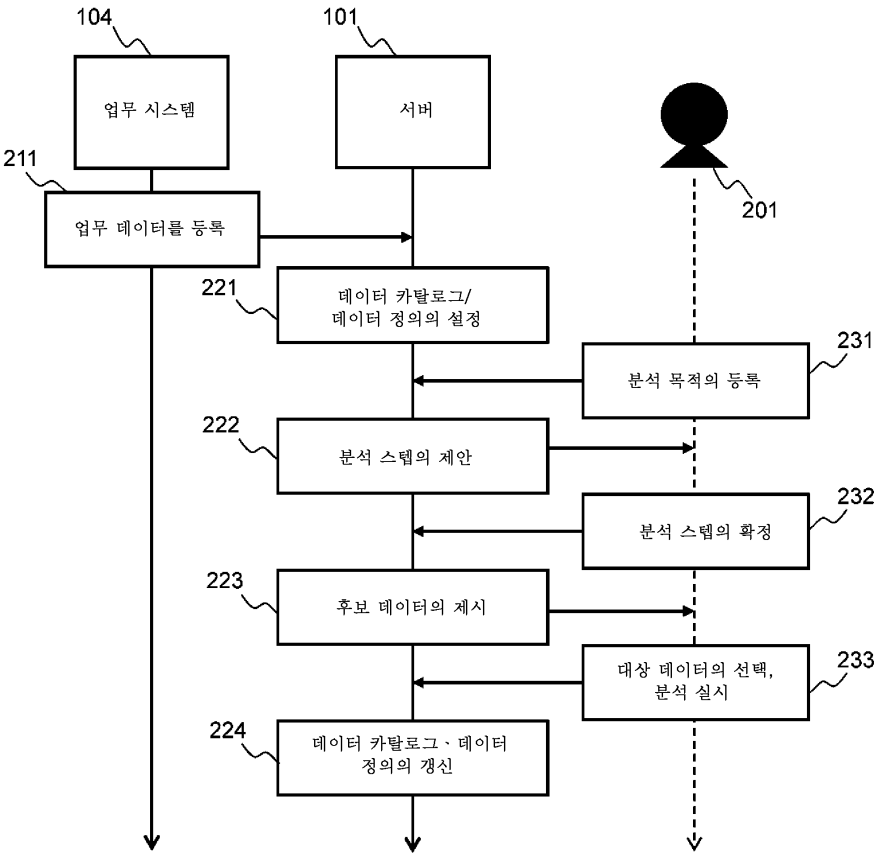 104
101
업무 시스템
서버
211
201
업무 데이터를 등록
221
데이터 카탈로그/
데이터 정의의 설정
231
분석 목적의 등록
222
분석 스텝의 제안
232
분석 스텝의 확정
223
후보 데이터의 제시
233
대상 데이터의 선택,
분석 실시
224
데이터 카탈로그、데이터
정의의 갱신